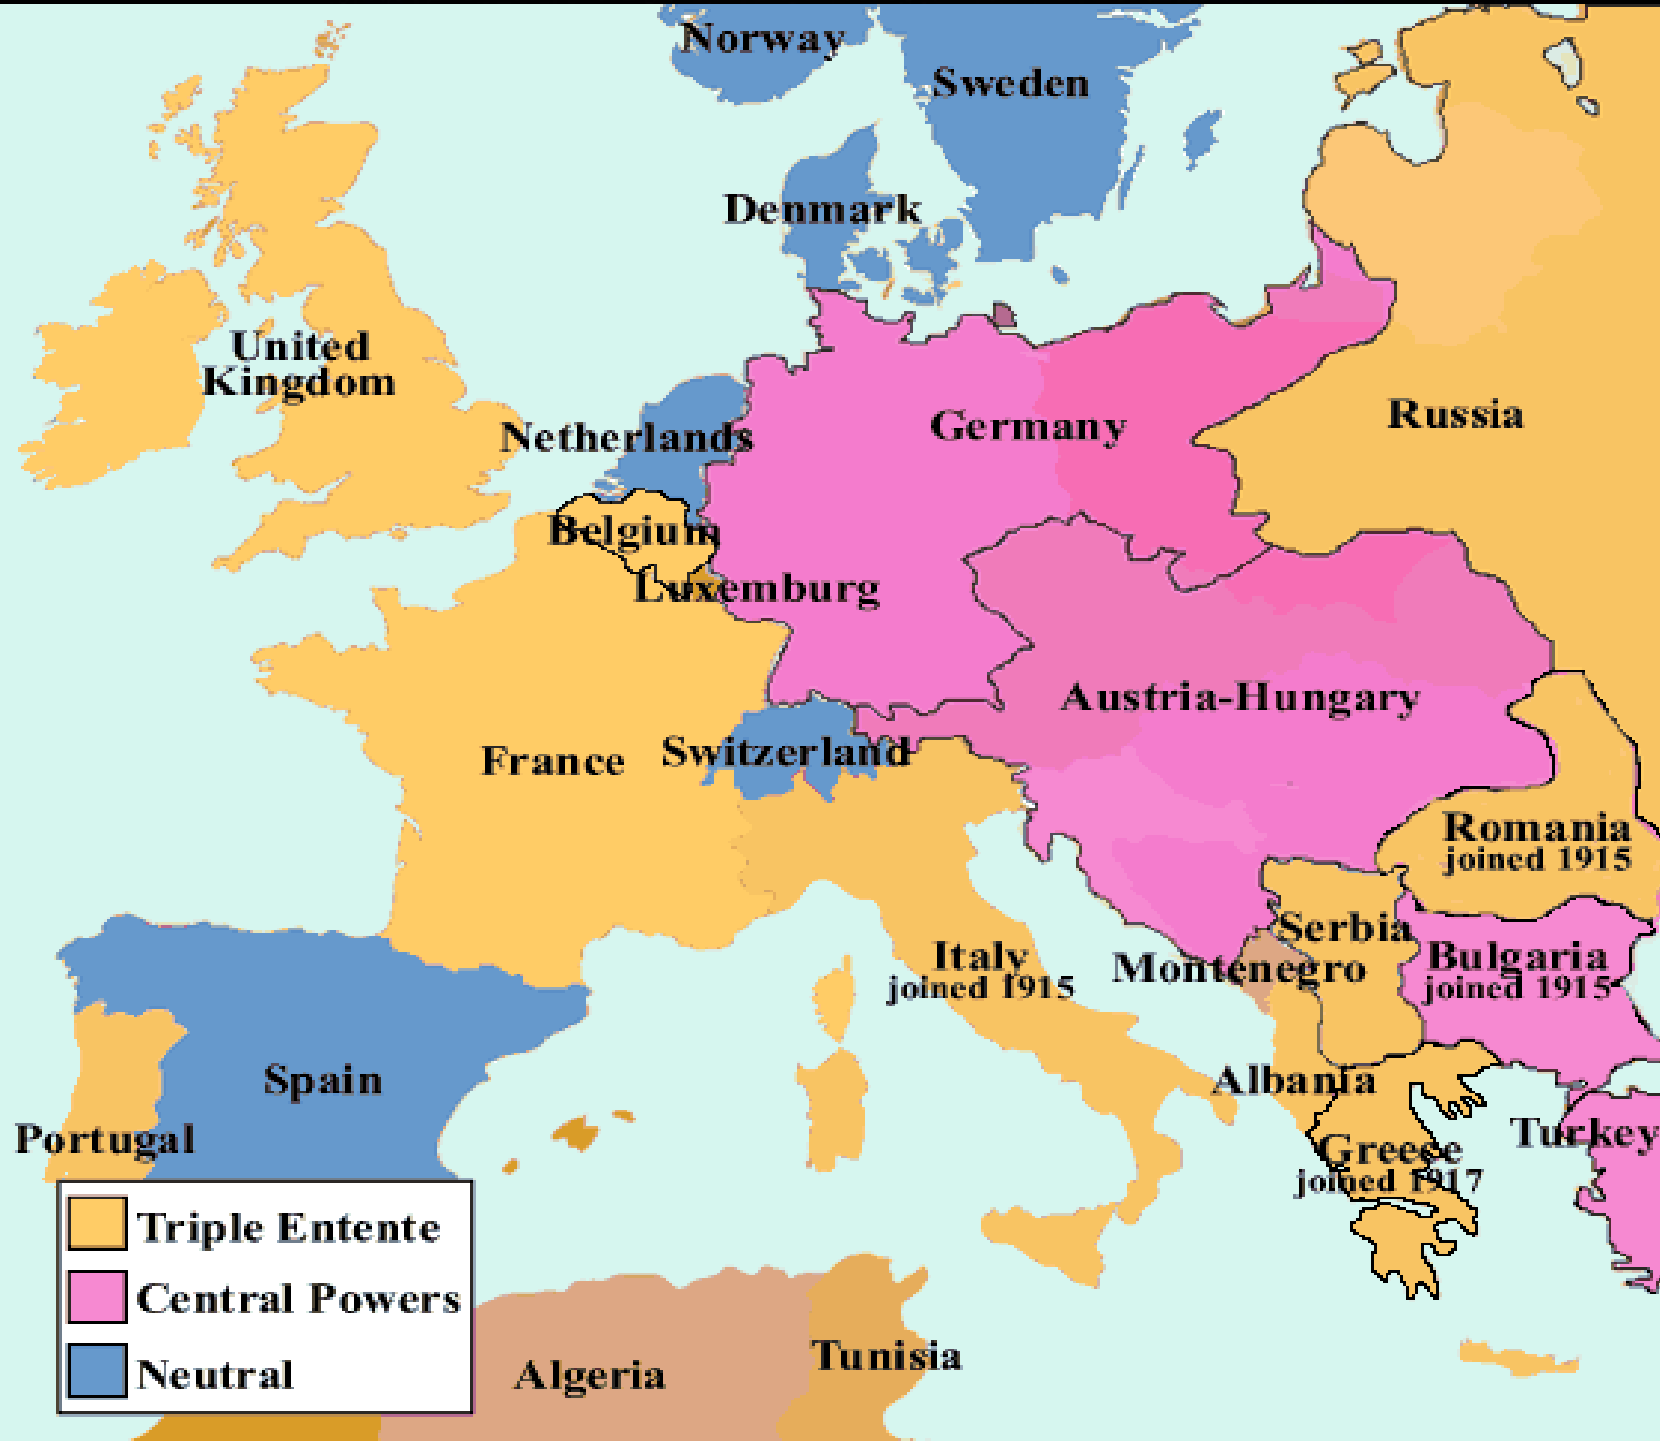 Norway
Sweden
Denmark
United
Kingdom
Netherlands
Germany
Russia
Belgium
Luxemburg
Austria-Hungary
France
Switzerland
Romania
joined 1915
Serbia
Italy
joined 1915
Montenegro
Bulgaria
joined 1915
Spain
Albania
Portugal
Turkey
Greece
joined 1917
Triple Entente
Central Powers
Neutral
Algeria
Tunisia